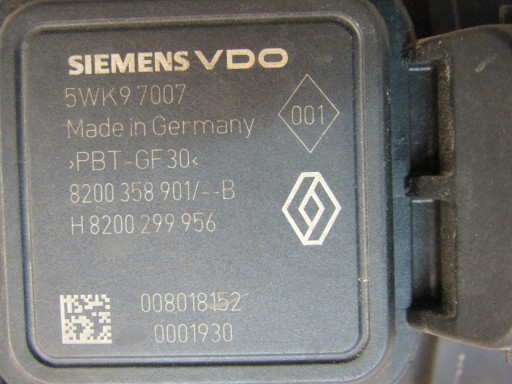 SIEMENS VDO
5WK9 7007
001
Made in Germany
>PBT-GF30<
8200 358 901/--B
H 8200 299 956
008018152
0001930